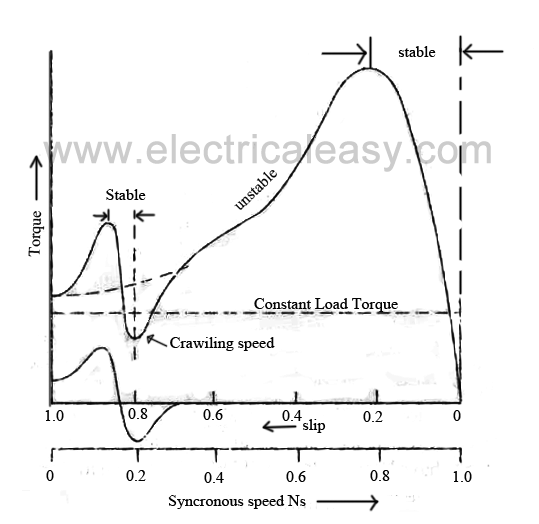 stable
www.electricaleasy.com
Stable
unstable
Torque
Constant Load Torque
Crawiling speed
1.0 0.8 0.6 0.4 0.2 0
slip
0 0.2 0.4 0.6 0.8 1.0
Syncronous speed Ns